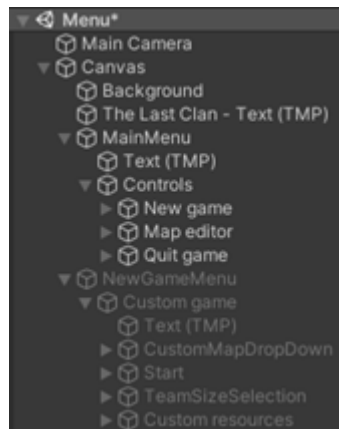 Menu*
Main Camera
Canvas
Background
The Last Clan - Text (TMP)
MainMenu
Text (TMP)
Controls
New game
Map editor
Quit game
NewGameMenu
Custom game
Text (TMP)
CustomMapDropDown
Start
TeamSizeSelection
Custom resources